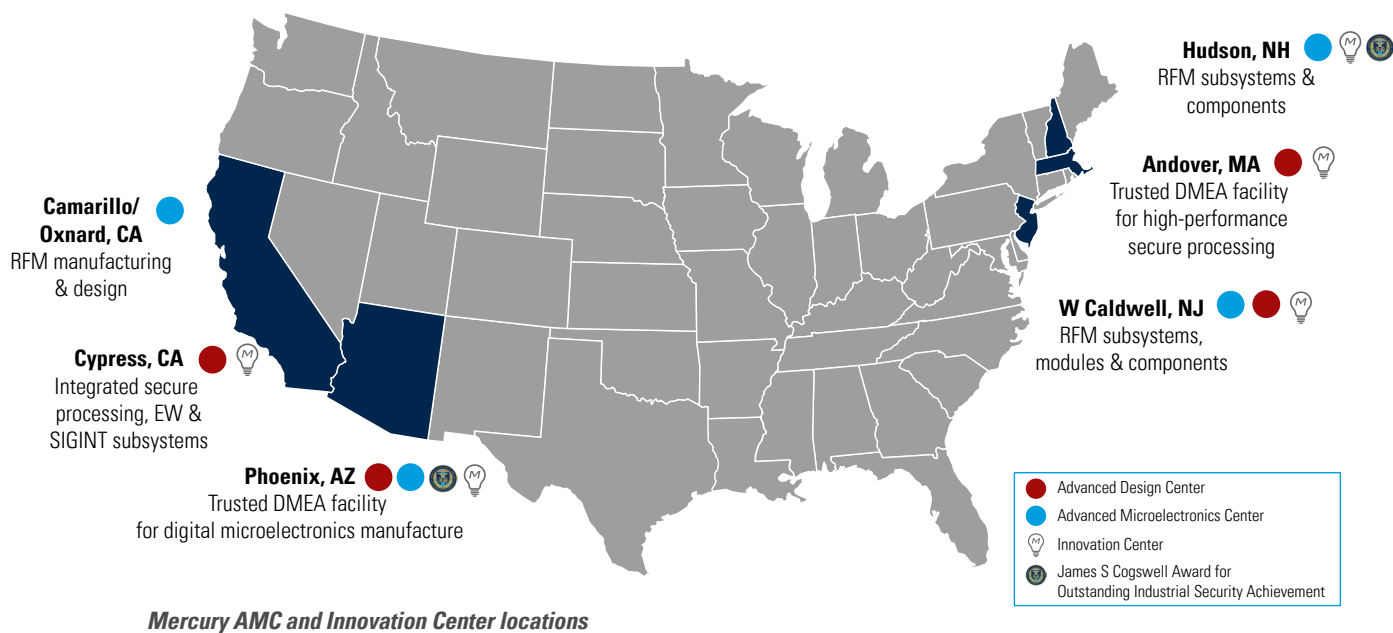 Hudson, NH
RFM subsystems &
components
Andover, MA
Trusted DMEA facility
for high-performance
secure processing
Camarillo/
Oxnard, CA
RFM manufacturing
& design
W Caldwell, NJ
RFM subsystems,
modules & components
Cypress, CA
Integrated secure
processing, EW &
SIGINT subsystems
Phoenix, AZ
Trusted DMEA facility
for digital microelectronics manufacture
Advanced Design Center
Advanced Microelectronics Center
Innovation Center
James S Cogswell Award for
Outstanding Industrial Security Achievement
Mercury AMC and Innovation Center locations